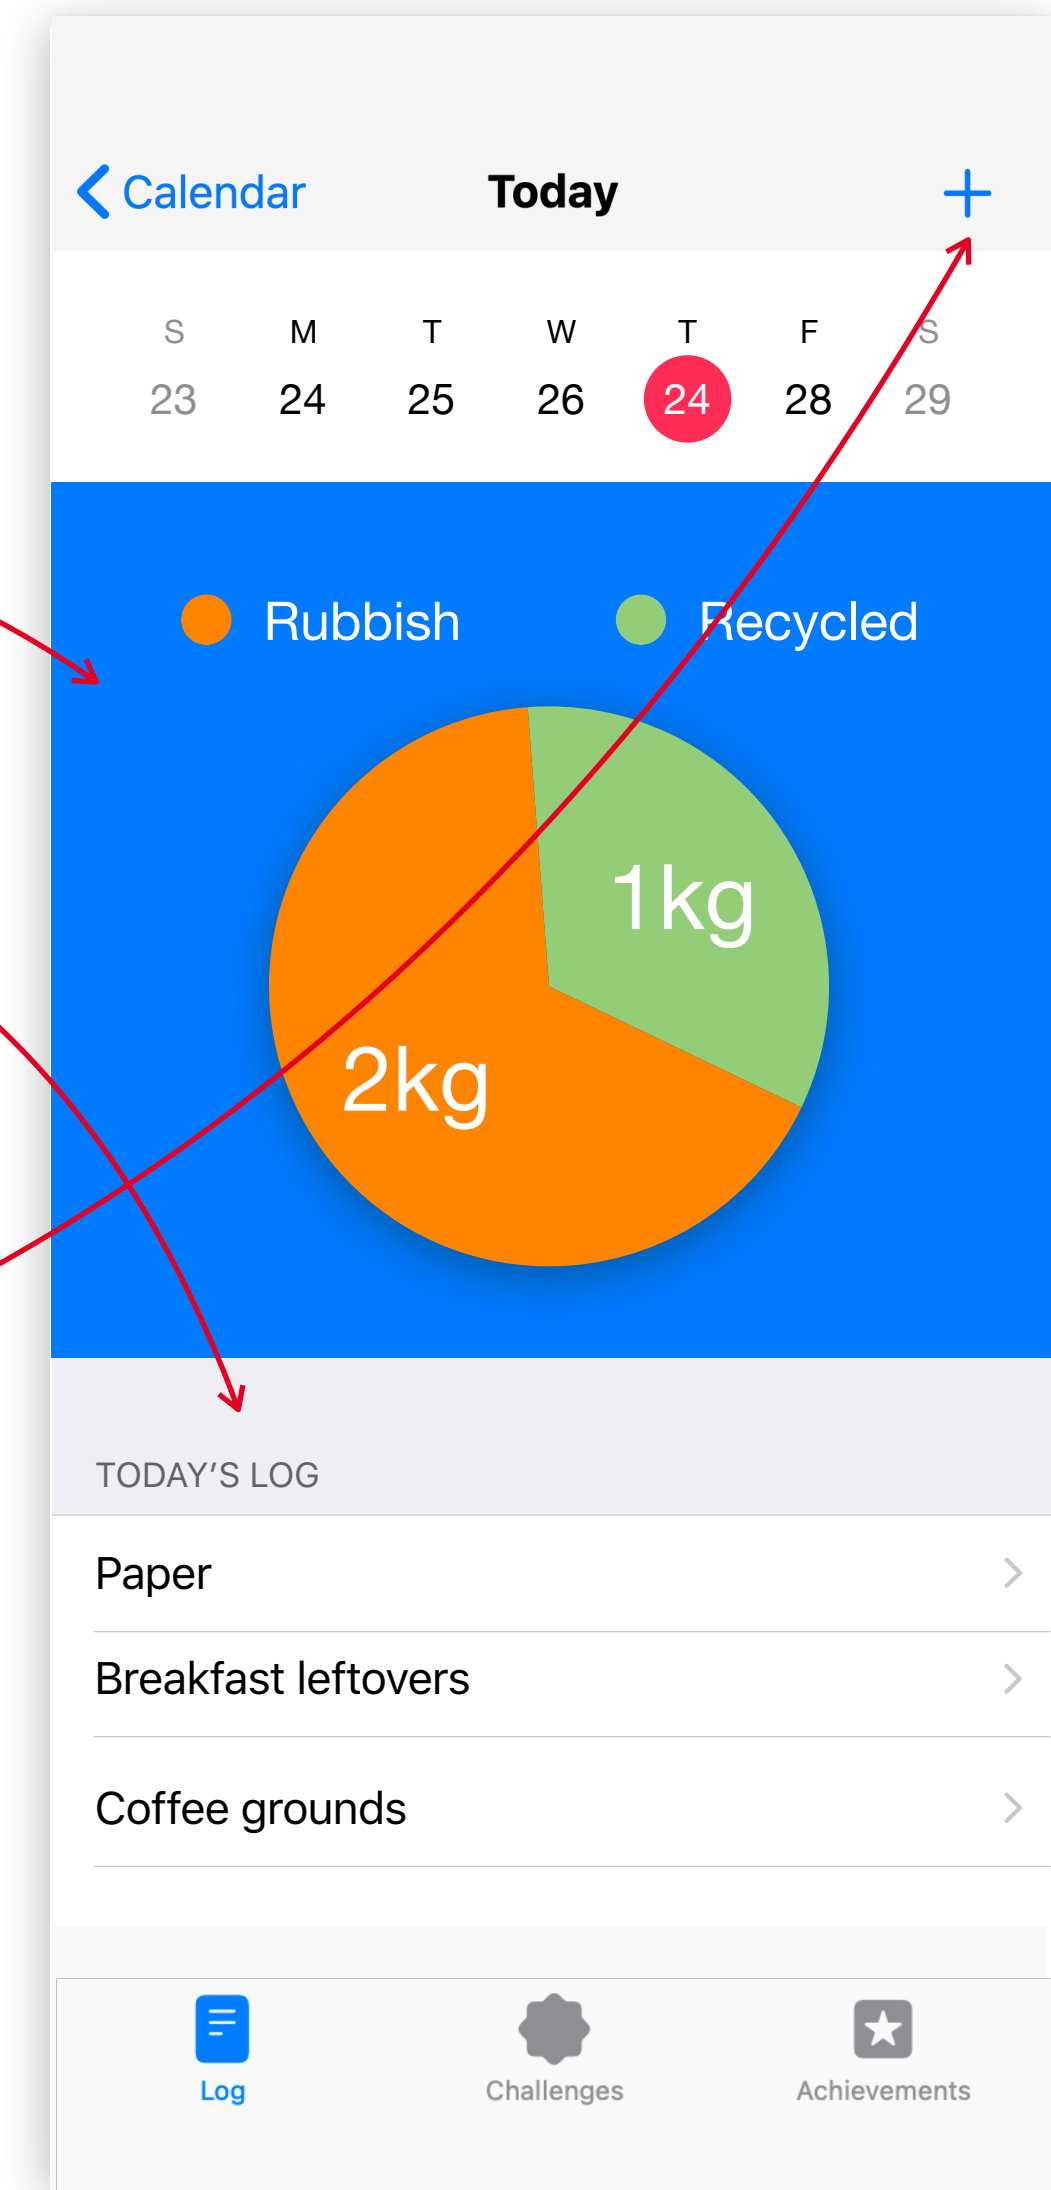 Calendar Today +
S M T W T F S
23 24 25 26 24 28 29
Rubbish Recycled
1kg
2kg
TODAY'S LOG
Paper
Breakfast leftovers
Coffee grounds
Log Challenges Achievements